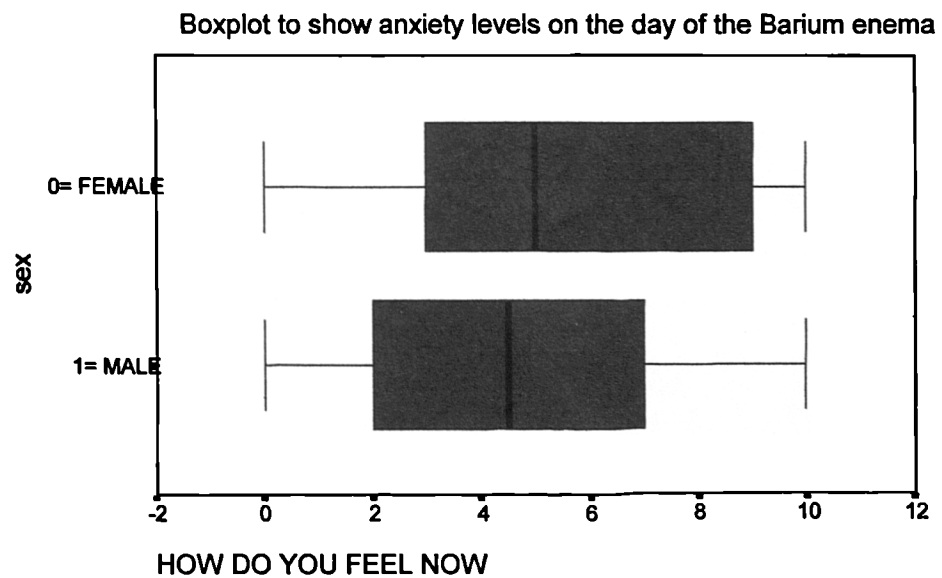 Boxplot to show anxiety levels on the day of the Barium enema
0= FEMALE
sex
1= MALE
-2 0 2 4 6 8 10 12
HOW DO YOU FEEL NOW